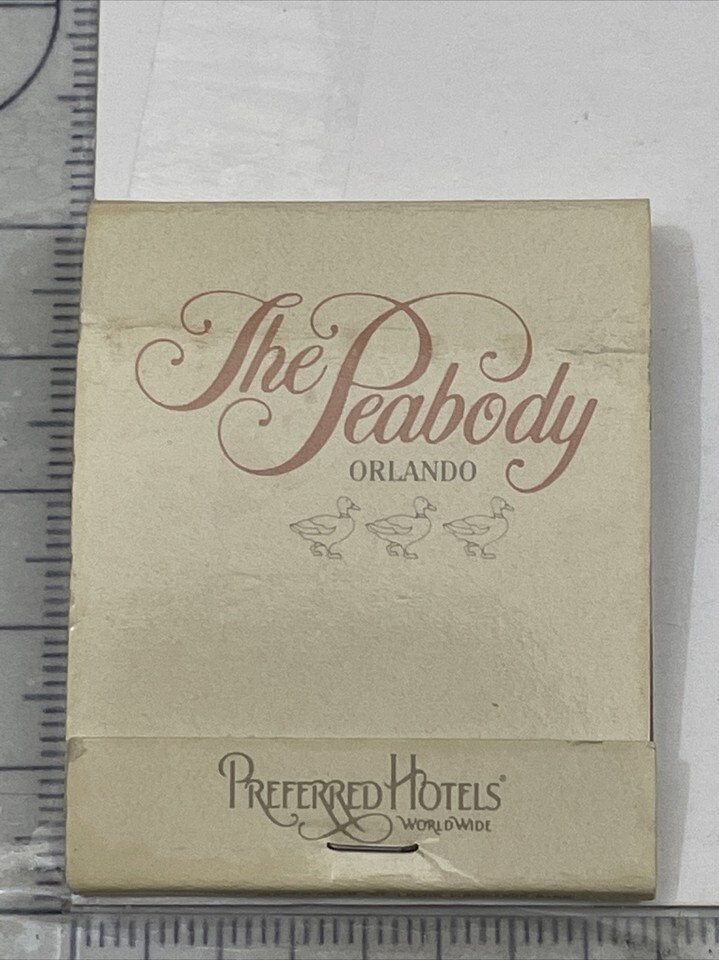 The Peabody
ORLANDO
PREFERRED HOTELS®
WORLDWIDE